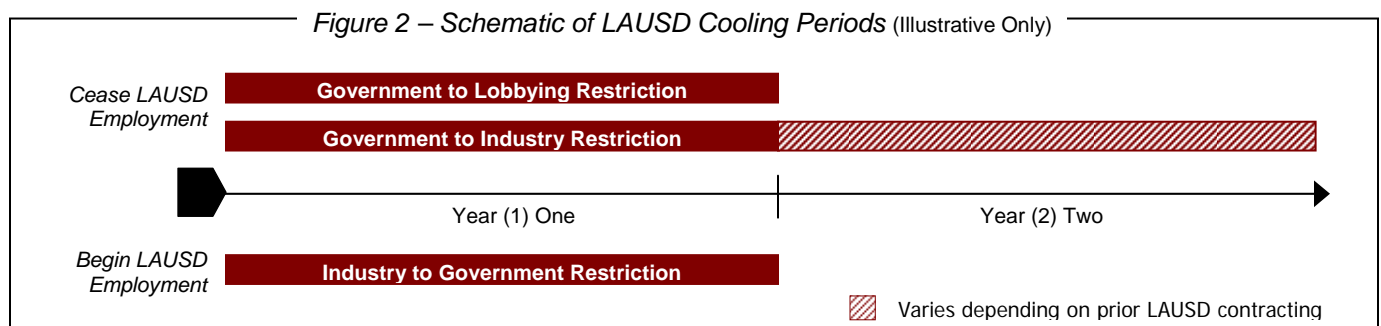 Figure 2 – Schematic of LAUSD Cooling Periods (Illustrative Only)
Cease LAUSD
Employment
Government to Lobbying Restriction
Government to Industry Restriction
Year (1) One
Year (2) Two
Begin LAUSD
Employment
Industry to Government Restriction
Varies depending on prior LAUSD contracting